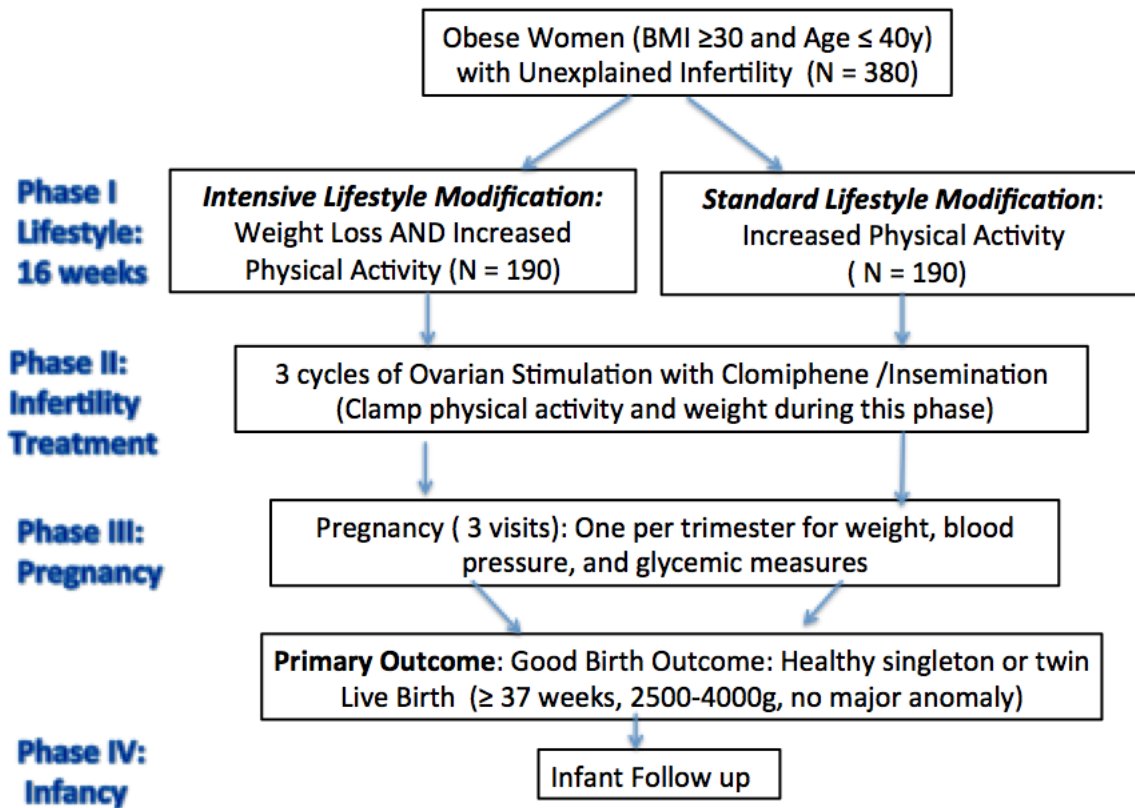 Obese Women (BMI ≥30 and Age ≤ 40y)
with Unexplained Infertility (N = 380)
Phase I
Lifestyle:
16 weeks
Intensive Lifestyle Modification:
Weight Loss AND Increased
Physical Activity (N = 190)
Standard Lifestyle Modification:
Increased Physical Activity
( N = 190)
Phase II:
Infertility
Treatment
3 cycles of Ovarian Stimulation with Clomiphene /Insemination
(Clamp physical activity and weight during this phase)
Phase III:
Pregnancy
Pregnancy ( 3 visits): One per trimester for weight, blood
pressure, and glycemic measures
Primary Outcome: Good Birth Outcome: Healthy singleton or twin
Live Birth (≥ 37 weeks, 2500-4000g, no major anomaly)
Phase IV:
Infancy
Infant Follow up